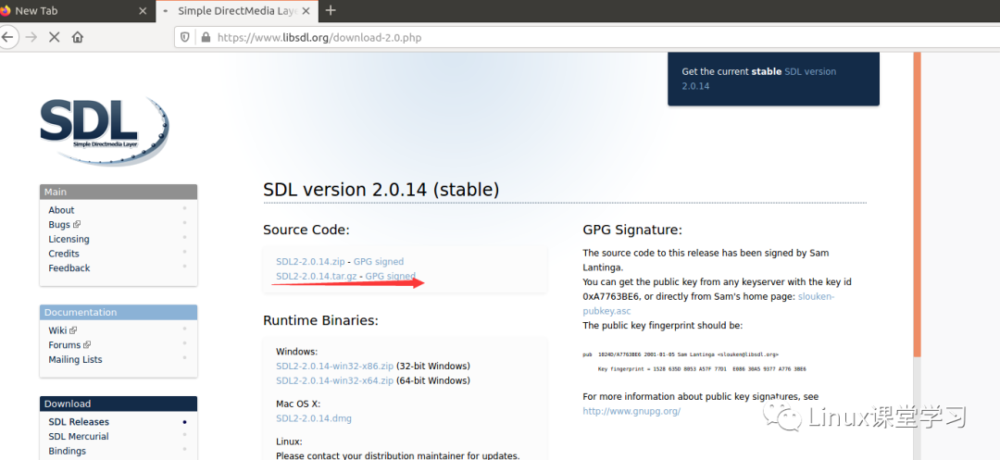 New Tab
Simple DirectMedia Laye
https://www.libsdl.org/download-2.0.php
Get the current stable SDL version
2.0.14
SDL
Simple Directmedia Layer
Main
About
Bugs
Licensing
Credits
Feedback
Documentation
Wiki
Forums
Mailing Lists
Download
SDL Releases
SDL Mercurial
Bindings
SDL version 2.0.14 (stable)
Source Code:
SDL2-2.0.14.zip - GPG signed
SDL2-2.0.14.tar.gz - GPG signed
Runtime Binaries:
Windows:
SDL2-2.0.14-win32-x86.zip (32-bit Windows)
SDL2-2.0.14-win32-x64.zip (64-bit Windows)
Mac OS X:
SDL2-2.0.14.dmg
Linux:
Please contact your distribution maintainer for updates.
GPG Signature:
The source code to this release has been signed by Sam
Lantinga.
You can get the public key from any keyserver with the key id
0xA7763BE6, or directly from Sam's home page: slouken-
pubkey.asc
The public key fingerprint should be:
pub 1024D/A7763BE6 2001-01-05 Sam Lantinga <slouken@libsdl.org>
Key fingerprint = 1528 635D 8053 A57F 77D1 E086 30A5 9377 A776 3BE6
For more information about public key signatures, see
http://www.gnupg.org/
Linux课堂学习